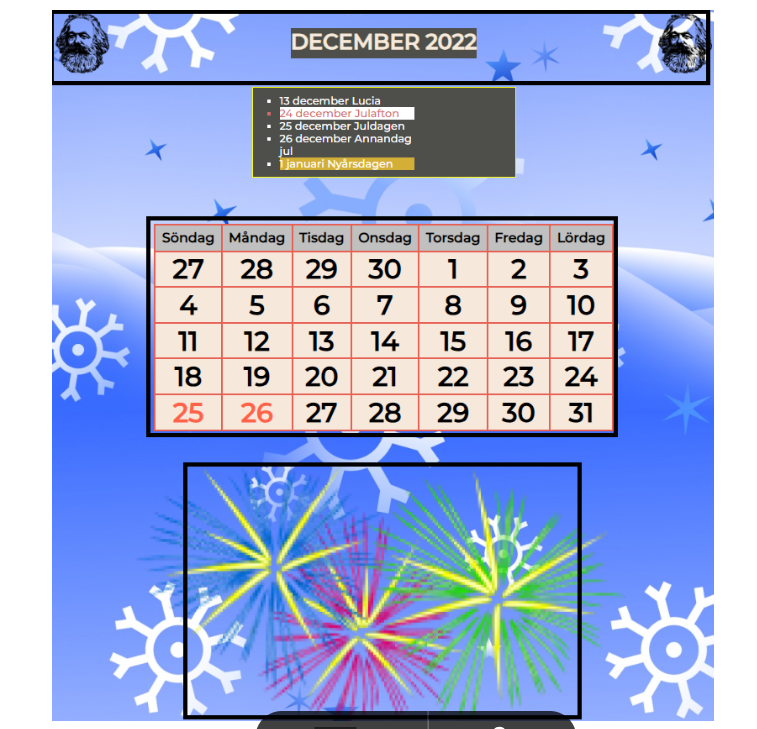 DECEMBER 2022
13 december Lucia
24 december Julafton
25 december Juldagen
26 december Annandag
jul
1 januari Nyårsdagen
Söndag Måndag Tisdag Onsdag Torsdag Fredag Lördag
27 28 29 30 1 2 3
4 5 6 7 8 9 10
11 12 13 14 15 16 17
18 19 20 21 22 23 24
25 26 27 28 29 30 31